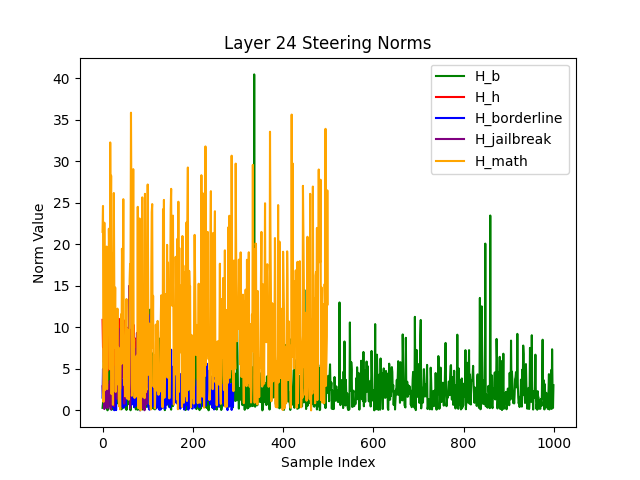 Layer 24 Steering Norms
H_b
H_h
H_borderline
H_jailbreak
H_math
Norm Value
40
35
30
25
20
15
10
5
0
0 200 400 600 800 1000
Sample Index